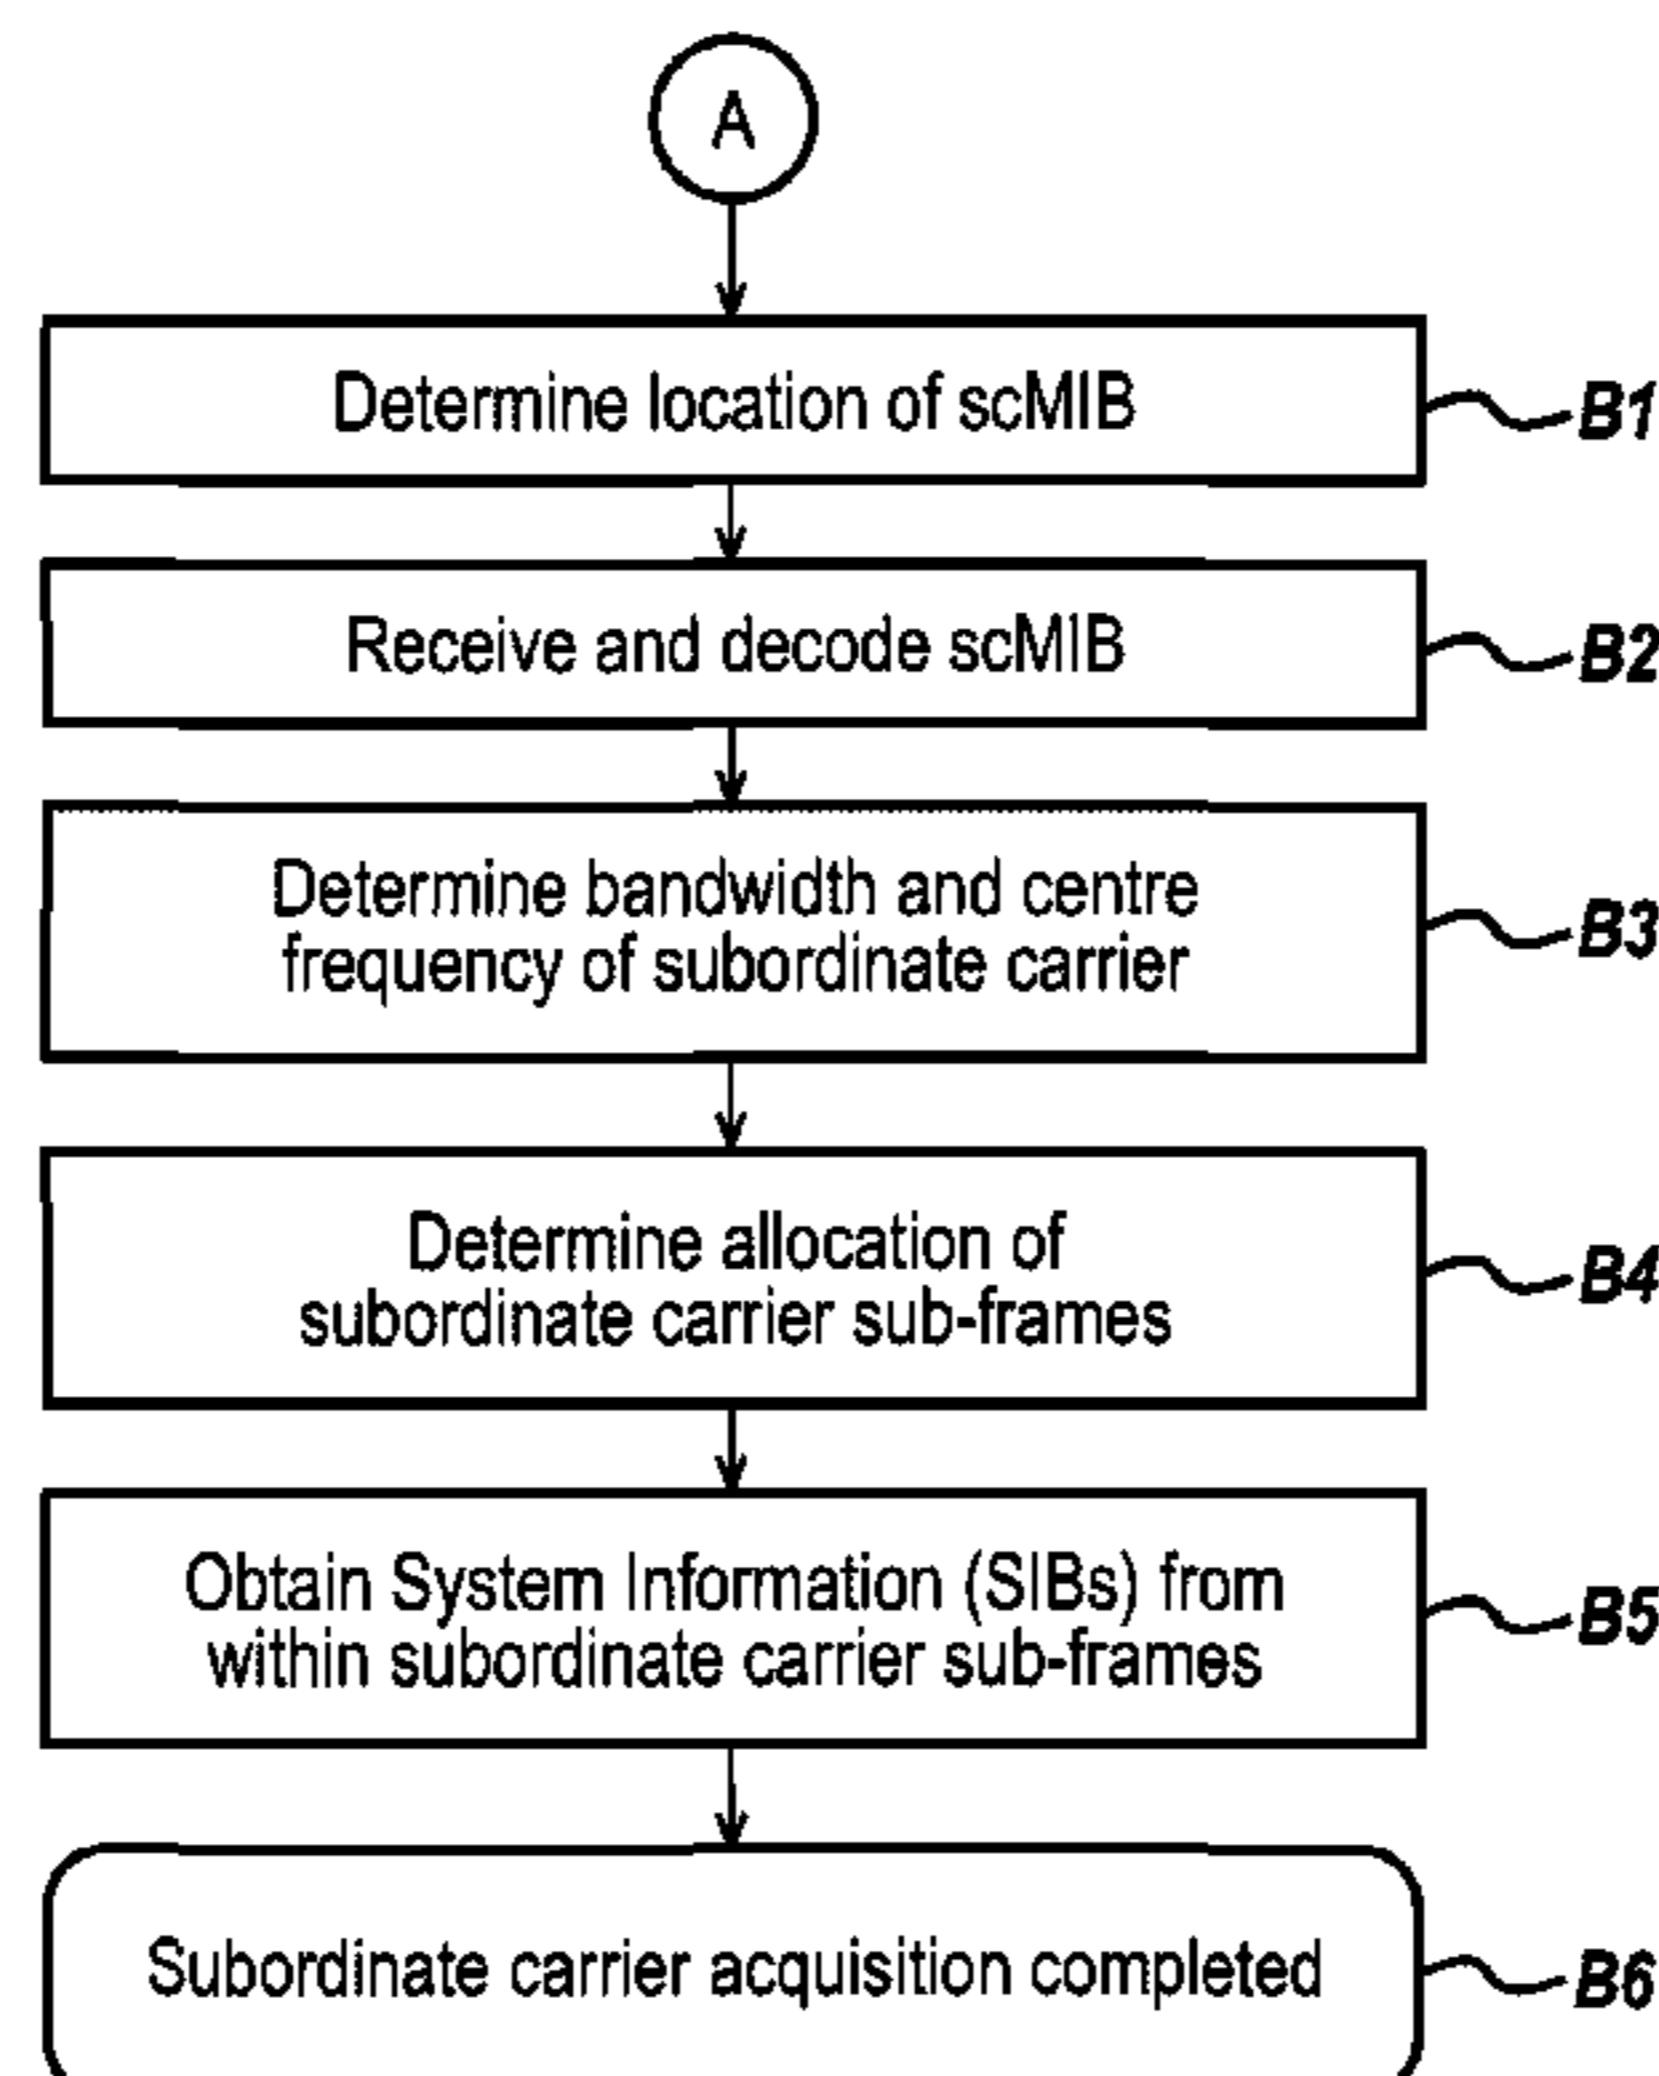 A
Determine location of scMIB
B1
Receive and decode scMIB
B2
Determine bandwidth and centre
frequency of subordinate carrier
B3
Determine allocation of
subordinate carrier sub-frames
B4
Obtain System Information (SIBs) from
within subordinate carrier sub-frames
B5
Subordinate carrier acquisition completed
B6